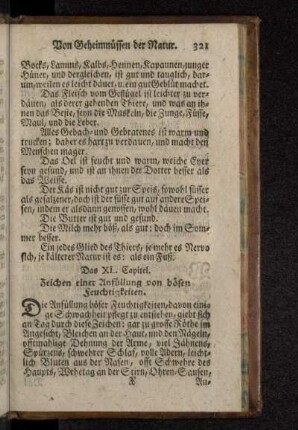 Von Geheimnüssen der Natur. 321
Bocks, Lamms, Kalbs, Hennen, Kapaunen, junger
Hüner, und dergleichen, ist gut und tauglich, dar-
um, weilen es leicht däuet, u. ein gut Geblüt machet.
Das Fleisch vom Geflügel ist leichter zu ver-
däuen, als derer gehenden Thiere, und was an ih-
nen das Beste, seyn die Muskeln, die Zunge, Füsse,
Maul, und die Leber.
Alles Gebach- und Gebratenes ist warm und
trucken; daher es hart zu verdäuen, und macht den
Menschen mager.
Das Oel ist feucht und warm, weiche Eyer
seyn gesund, und ist an ihnen der Dotter besser als
das Weisse.
Der Käs ist nicht gut zur Speis, sowohl süsser
als gesalzener, doch ist der süsse gut auf andere Spei-
sen, indem er alsdann genossen, wohl däuen macht.
Die Butter ist gut und gesund.
Die Milch mehr böß, als gut: doch im Som-
mer besser.
Ein jedes Glied des Thiers, je mehr es Nervo
sich, je kälterer Natur ist es: als ein Fuß.
Das XL. Capitel.
Zeichen einer Anfüllung von bösen
Feuchtigkeiten.
Die Anfüllung böser Feuchtigkeiten, davon eini-
ge Schwachheit pflegt zu entstehen, giebt sich
an Tag durch diese Zeichen: gar zu grosse Röthe im
Angesicht, Bleichen an der Haut, und den Nägeln,
oftmahlige Dehnung der Arme, viel Jähnens,
Spürzens, schwehrer Schlaf, volle Adern, leicht-
lich Bluten aus der Nasen, offt Schwehre des
Haupts, Wehetag an der Stirn, Ohren-Sausen,
X Au-